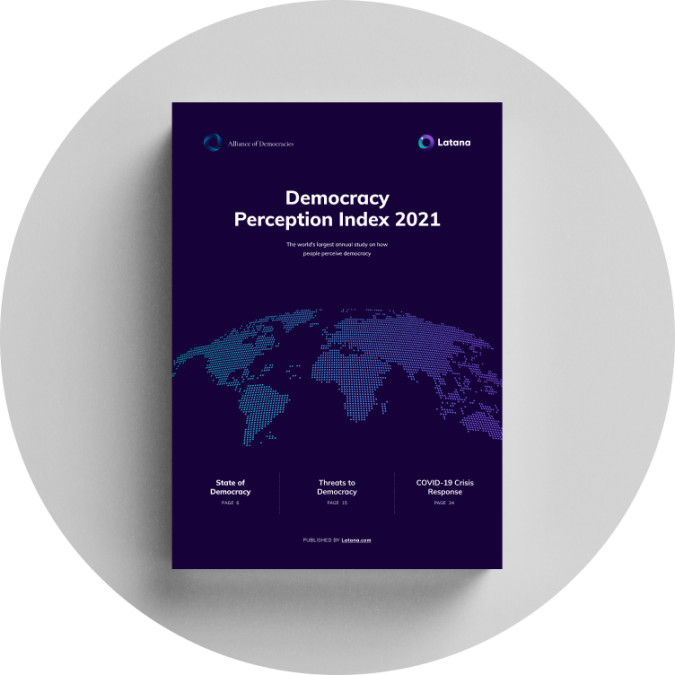 Alliance of Democracies
Latana
Democracy
Perception Index 2021
The world's largest annual study on how
people perceive democracy
State of
Democracy
PAGE 6
Threats to
Democracy
PAGE 15
COVID-19 Crisis
Response
PAGE 34
PUBLISHED BY Latana.com